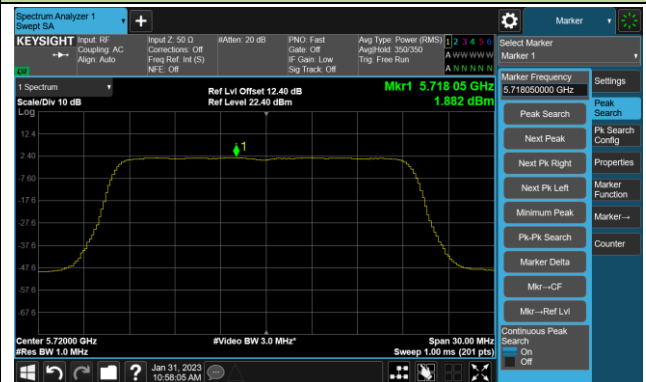 Spectrum Analyzer 1
Swept SA
+
Marker
KEYSIGHT
Input: RF
Coupling: AC
Align: Auto
Input Z: 50 Ω
Corrections: Off
Freq Ref: Int (S)
NFE: Off
#Atten: 20 dB
PNO: Fast
Gate: Off
IF Gain: Low
Sig Track: Off
Avg Type: Power (RMS)
Avg|Hold: 350/350
Trig: Free Run
1 2 3 4 5 6
A W W W W W
A N N N N N
Select Marker
Marker 1
LXI
1 Spectrum
Scale/Div 10 dB
Ref Lvl Offset 12.40 dB
Ref Level 22.40 dBm
Mkr1 5.718 05 GHz
1.882 dBm
Log
12.4
2.40
-7.60
-17.6
-27.6
-37.6
-47.6
-57.6
-67.6
1
Center 5.72000 GHz
#Res BW 1.0 MHz
#Video BW 3.0 MHz*
Span 30.00 MHz
Sweep 1.00 ms (201 pts)
Marker Frequency
5.718050000 GHz
Peak Search
Next Peak
Next Pk Right
Next Pk Left
Minimum Peak
Pk-Pk Search
Marker Delta
Mkr→CF
Mkr→Ref Lvl
Continuous Peak
Search
On
Off
Settings
Peak
Search
Pk Search
Config
Properties
Marker
Function
Marker→
Counter
?
Jan 31, 2023
10:58:05 AM